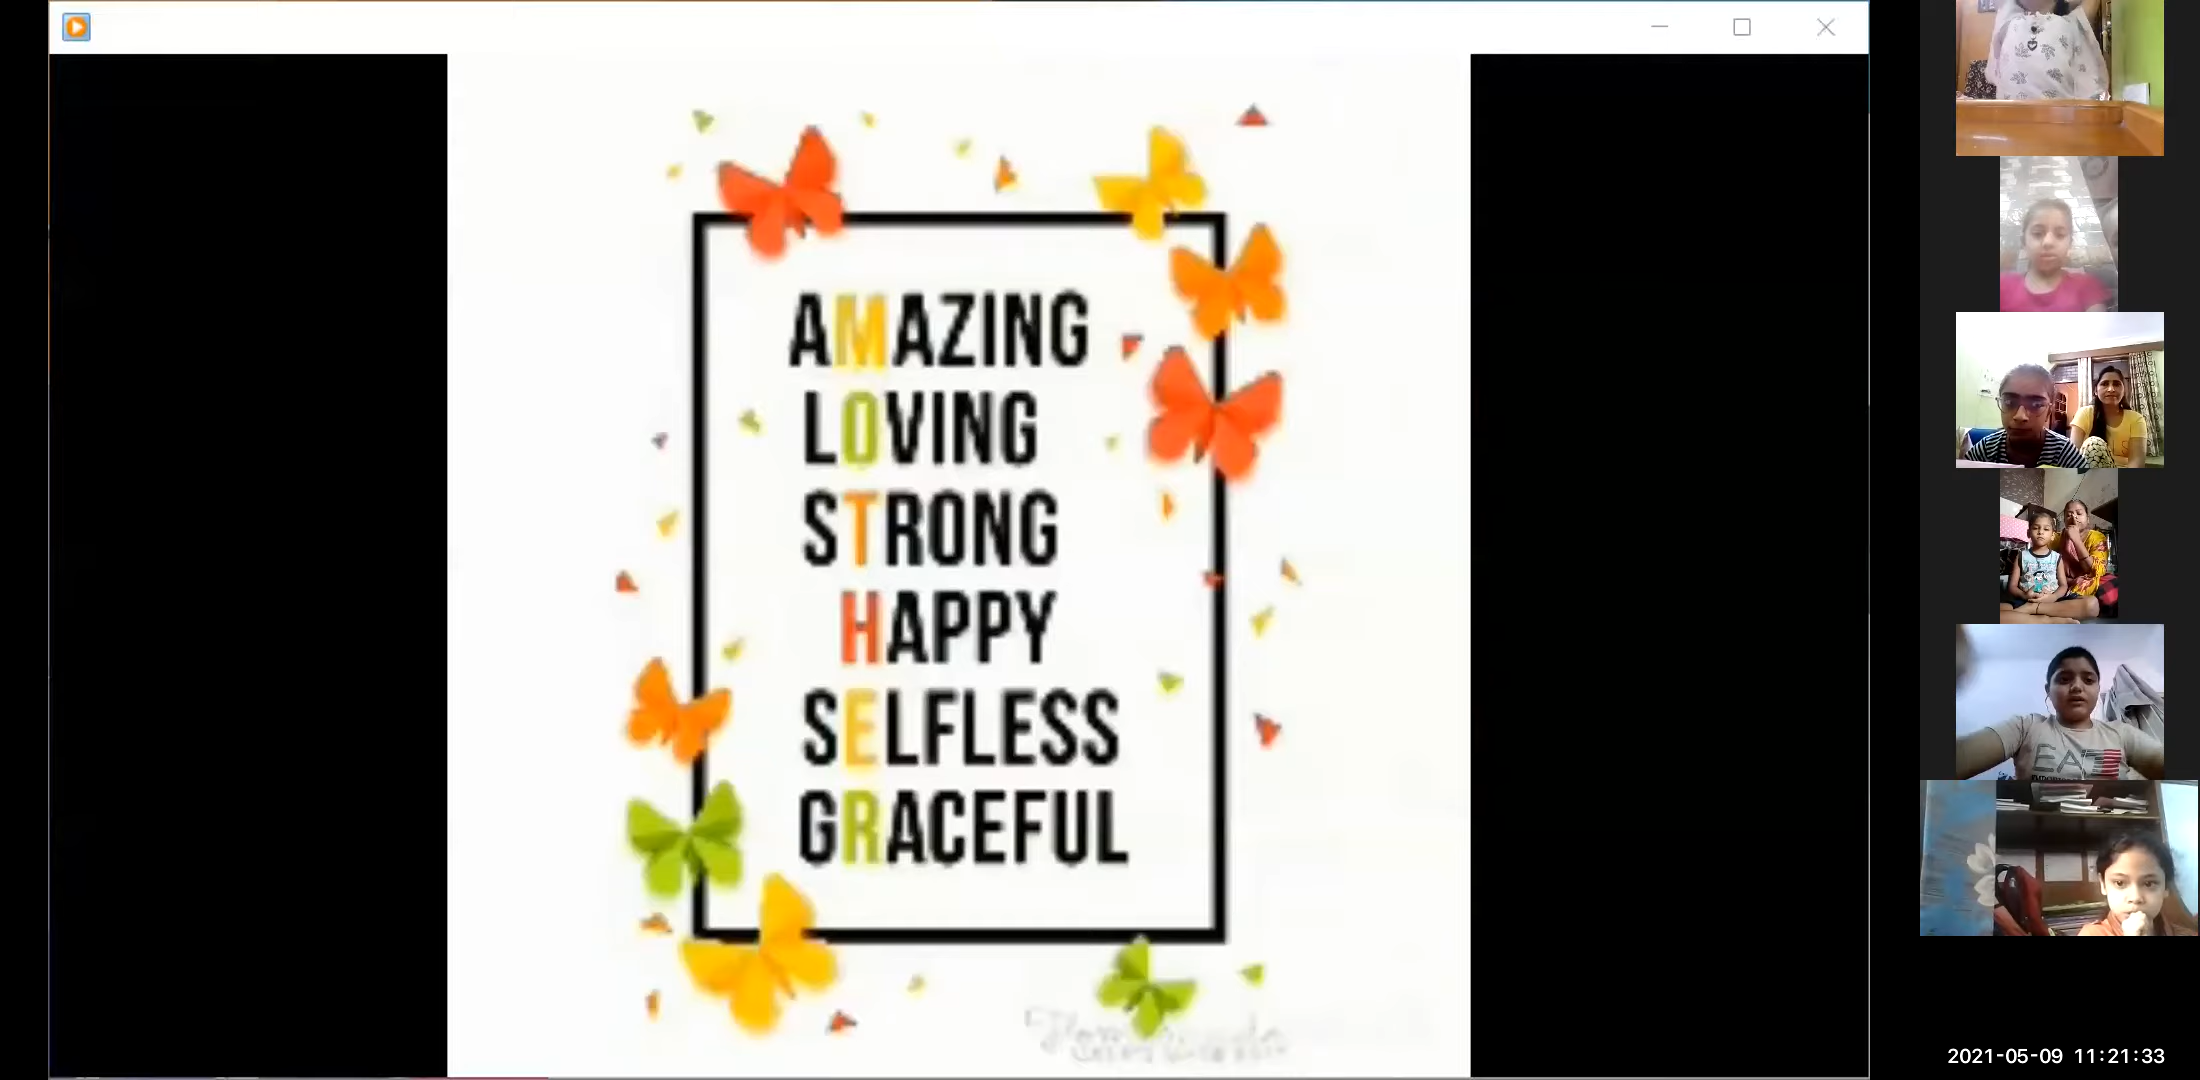 AMAZING
LOVING
STRONG
HAPPY
SELFLESS
GRACEFUL
2021-05-09 11:21:33